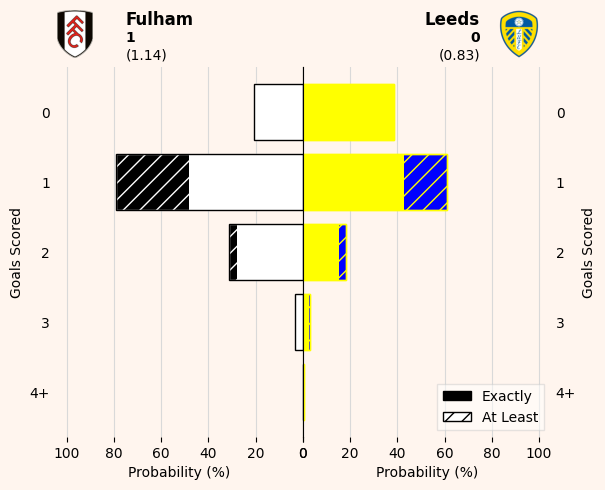 Fulham
1
(1.14)
Leeds
0
(0.83)
Goals Scored
0
1
2
3
4+
0
1
2
3
4+
Goals Scored
Exactly
At Least
100 80 60 40 20 0
0 20 40 60 80 100
Probability (%)
Probability (%)